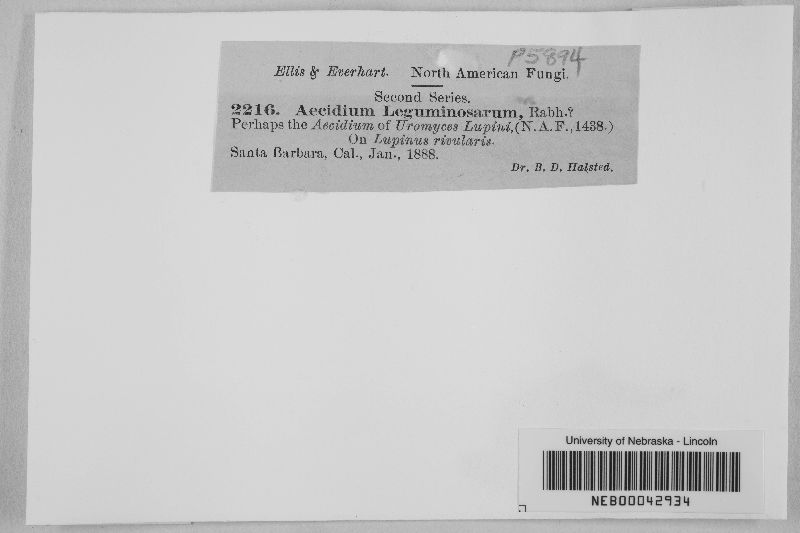 P5894
Ellis & Everhart. North American Fungi.
Second Series.
2216. Aecidium Leguminosarum, Rabh.?
Perhaps the Aecidium of Uromyces Lupini,(N. A. F., 1438.)
On Lupinus rivularis.
Santa Barbara, Cal., Jan., 1888.
Dr. B. D. Halsted.
University of Nebraska - Lincoln
NEB00042934